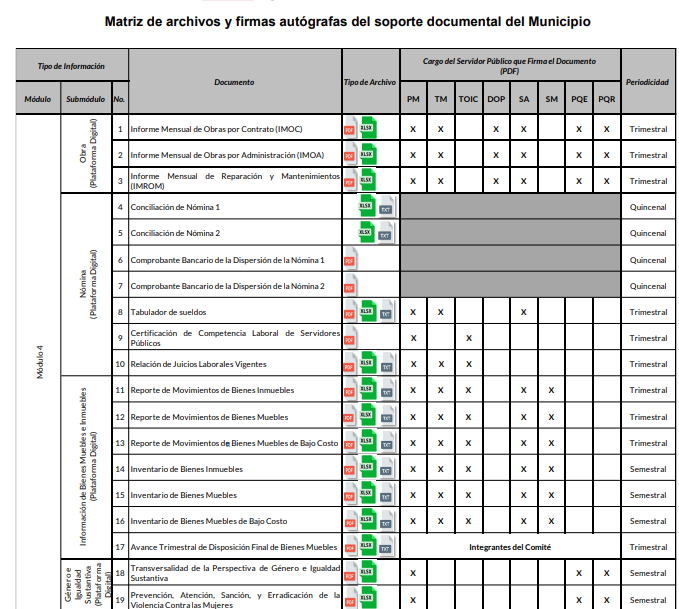 Matriz de archivos y firmas autógrafas del soporte documental del Municipio
Tipo de Información Documento Tipo de Archivo Cargo del Servidor Público que Firma el Documento (PDF) Periodicidad
Módulo Submódulo No. PM TM TOIC DOP SA SM PQE PQR
Módulo 4
Obra (Plataforma Digital)
1 Informe Mensual de Obras por Contrato (IMOC) PDF XLSX X X X X X X Trimestral
2 Informe Mensual de Obras por Administración (IMOA) PDF XLSX X X X X X X Trimestral
3 Informe Mensual de Reparación y Mantenimientos (IMROM) PDF XLSX X X X X X X Trimestral
Nómina (Plataforma Digital)
4 Conciliación de Nómina 1 XLSX TXT Quincenal
5 Conciliación de Nómina 2 XLSX TXT Quincenal
6 Comprobante Bancario de la Dispersión de la Nómina 1 PDF Quincenal
7 Comprobante Bancario de la Dispersión de la Nómina 2 PDF Quincenal
8 Tabulador de sueldos PDF XLSX TXT X X X Trimestral
9 Certificación de Competencia Laboral de Servidores Públicos PDF X X Trimestral
10 Relación de Juicios Laborales Vigentes PDF XLSX TXT X X Trimestral
Información de Bienes Muebles e Inmuebles (Plataforma Digital)
11 Reporte de Movimientos de Bienes Inmuebles PDF XLSX TXT X X X X X Trimestral
12 Reporte de Movimientos de Bienes Muebles PDF XLSX TXT X X X X X Trimestral
13 Reporte de Movimientos de Bienes Muebles de Bajo Costo PDF XLSX TXT X X X X X Trimestral
14 Inventario de Bienes Inmuebles PDF XLSX TXT X X X X X Semestral
15 Inventario de Bienes Muebles PDF XLSX TXT X X X X X Semestral
16 Inventario de Bienes Muebles de Bajo Costo PDF XLSX TXT X X X X X Semestral
17 Avance Trimestral de Disposición Final de Bienes Muebles PDF XLSX TXT Integrantes del Comité Trimestral
Género e Igualdad Sustantiva (Plataforma Digital)
18 Transversalidad de la Perspectiva de Género e Igualdad Sustantiva PDF XLSX X X X Semestral
19 Prevención, Atención, Sanción, y Erradicación de la Violencia Contra las Mujeres PDF XLSX X X X Semestral